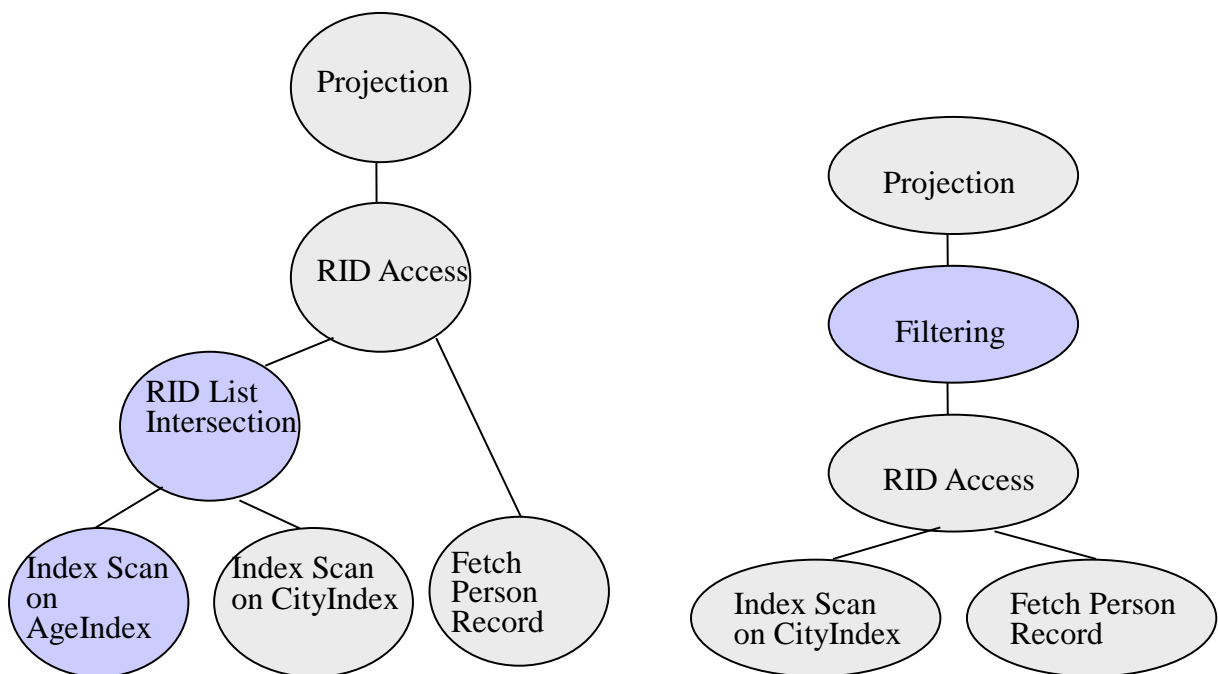 Projection
RID Access
RID List
Intersection
Index Scan
on
AgeIndex
Index Scan
on CityIndex
Fetch
Person
Record
Projection
Filtering
RID Access
Index Scan
on CityIndex
Fetch Person
Record